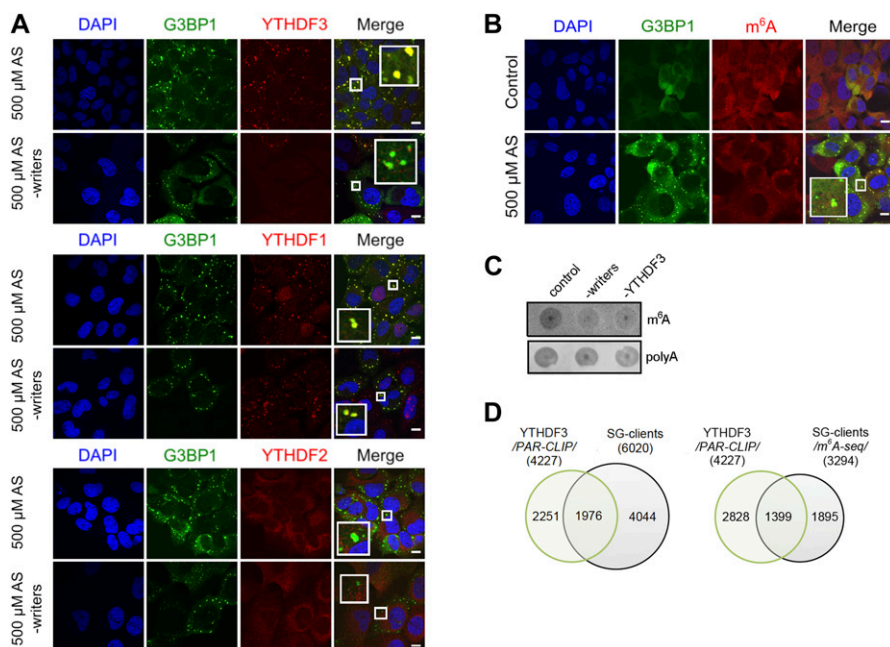 A
DAPI G3BP1 YTHDF3 Merge
500 µM AS
500 µM AS
-writers
DAPI G3BP1 YTHDF1 Merge
500 µM AS
500 µM AS
-writers
DAPI G3BP1 YTHDF2 Merge
500 µM AS
500 µM AS
-writers
B
DAPI G3BP1 m⁶A Merge
Control
500 µM AS
C
control -writers -YTHDF3
m⁶A
polyA
D
YTHDF3
/PAR-CLIP/
(4227)
SG-clients
(6020)
2251 1976 4044
YTHDF3
/PAR-CLIP/
(4227)
SG-clients
/m⁶A-seq/
(3294)
2828 1399 1895